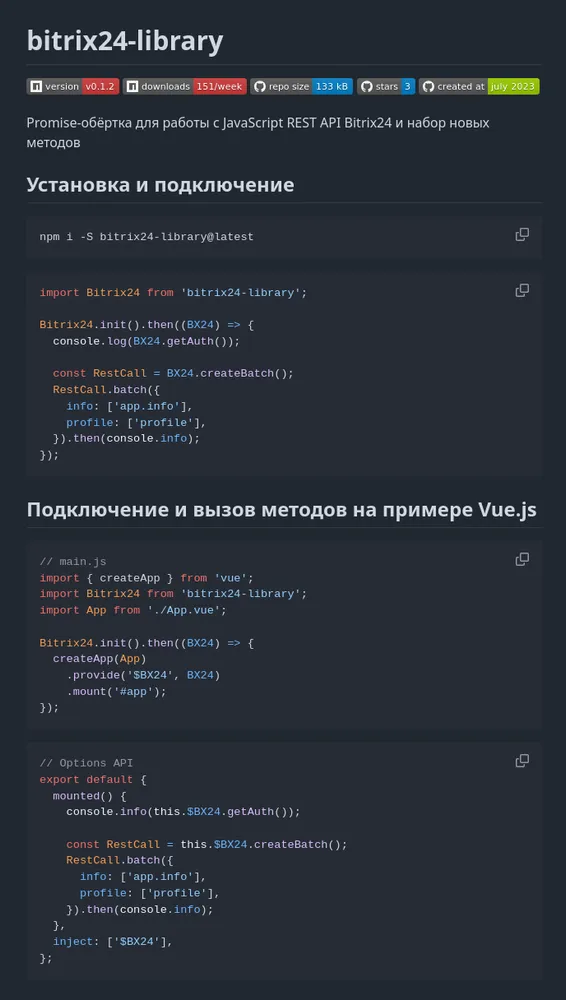 bitrix24-library
version v0.1.2 downloads 151/week repo size 133 kB stars 3 created at july 2023
Promise-обёртка для работы с JavaScript REST API Bitrix24 и набор новых
методов
Установка и подключение
npm i -S bitrix24-library@latest
import Bitrix24 from 'bitrix24-library';
Bitrix24.init().then((BX24) => {
  console.log(BX24.getAuth());
  const RestCall = BX24.createBatch();
  RestCall.batch({
    info: ['app.info'],
    profile: ['profile'],
  }).then(console.info);
});
Подключение и вызов методов на примере Vue.js
// main.js
import { createApp } from 'vue';
import Bitrix24 from 'bitrix24-library';
import App from './App.vue';
Bitrix24.init().then((BX24) => {
  createApp(App)
    .provide('$BX24', BX24)
    .mount('#app');
});
// Options API
export default {
  mounted() {
    console.info(this.$BX24.getAuth());
    const RestCall = this.$BX24.createBatch();
    RestCall.batch({
      info: ['app.info'],
      profile: ['profile'],
    }).then(console.info);
  },
  inject: ['$BX24'],
};